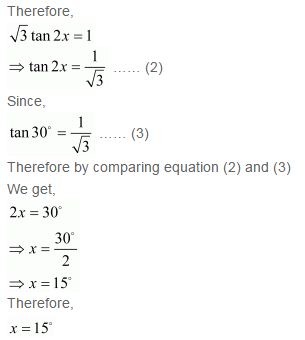 Therefore,
√3 tan 2x = 1
⇒ tan 2x = 1/√3 ...... (2)
Since,
tan 30° = 1/√3 ...... (3)
Therefore by comparing equation (2) and (3)
We get,
2x = 30°
⇒ x = 30°/2
⇒ x = 15°
Therefore,
x = 15°